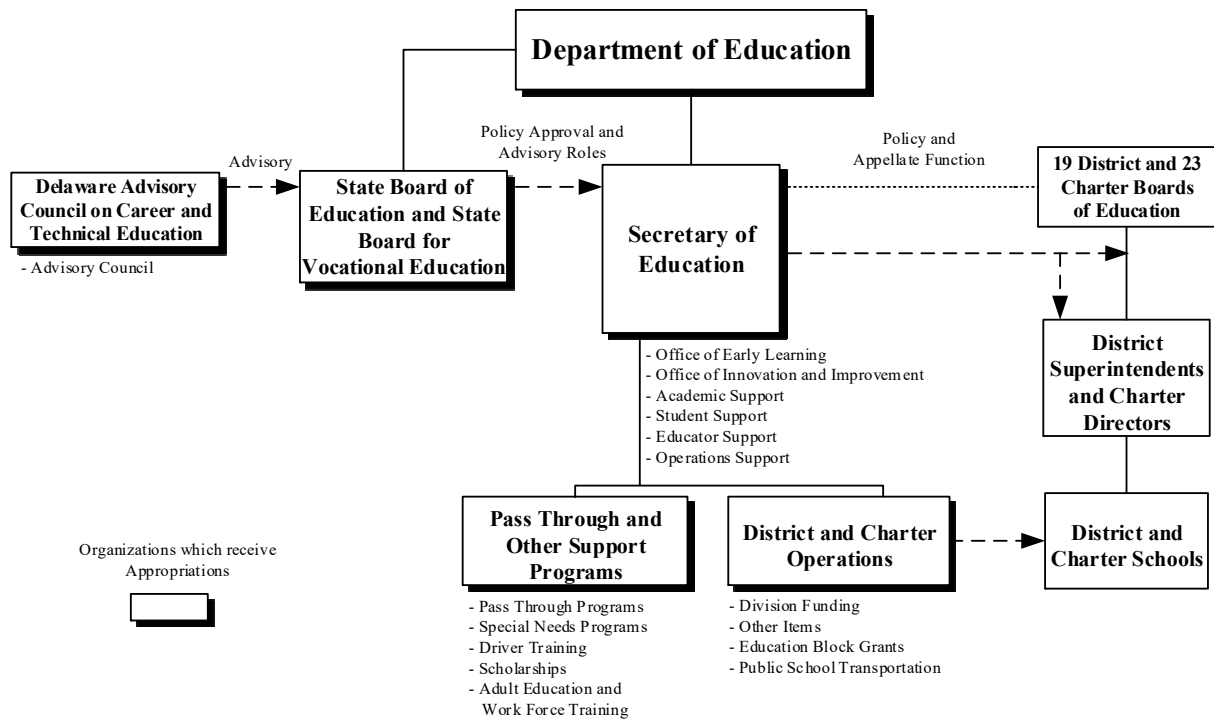 Department of Education
Policy Approval and
Advisory Roles
Policy and
Appellate Function
Advisory
Delaware Advisory
Council on Career and
Technical Education
- Advisory Council
State Board of
Education and State
Board for
Vocational Education
Secretary of
Education
19 District and 23
Charter Boards
of Education
- Office of Early Learning
- Office of Innovation and Improvement
- Academic Support
- Student Support
- Educator Support
- Operations Support
District
Superintendents
and Charter
Directors
Pass Through and
Other Support
Programs
District and Charter
Operations
District and
Charter Schools
Organizations which receive
Appropriations
- Pass Through Programs
- Special Needs Programs
- Driver Training
- Scholarships
- Adult Education and
Work Force Training
- Division Funding
- Other Items
- Education Block Grants
- Public School Transportation